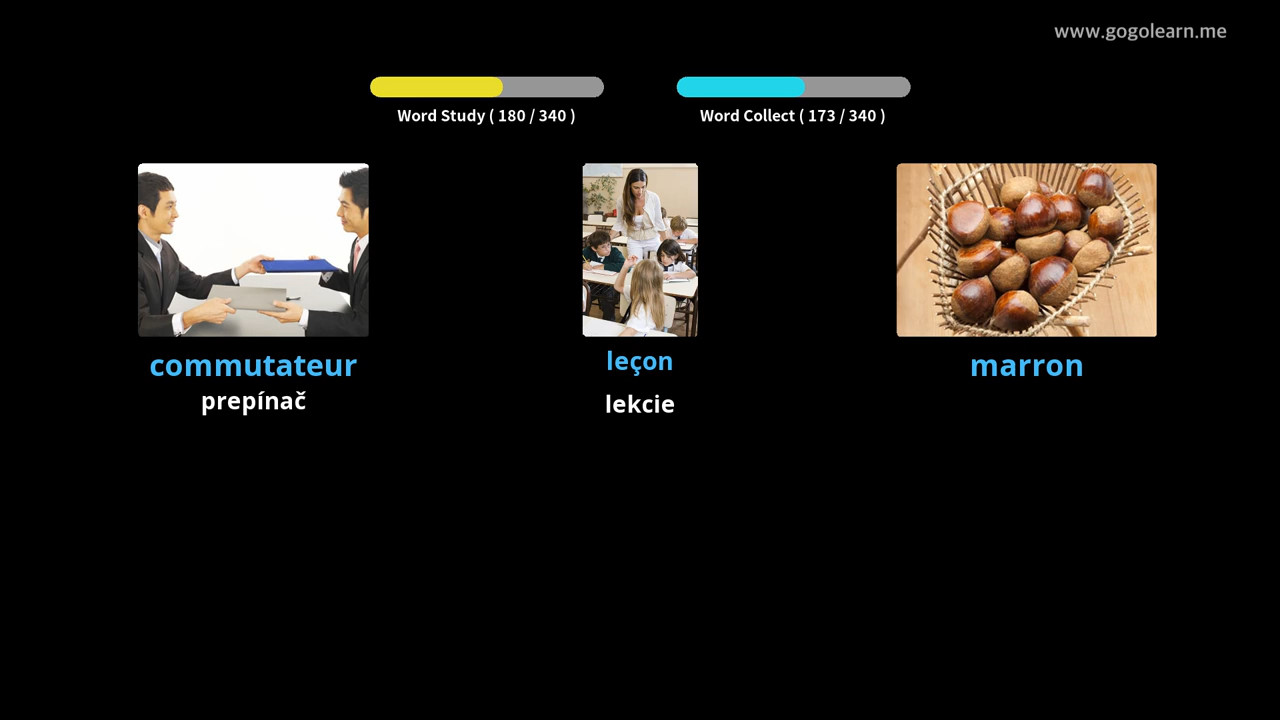 www.gogolearn.me
Word Study ( 180 / 340 )
Word Collect ( 173 / 340 )
commutateur
prepínač
leçon
lekcie
marron